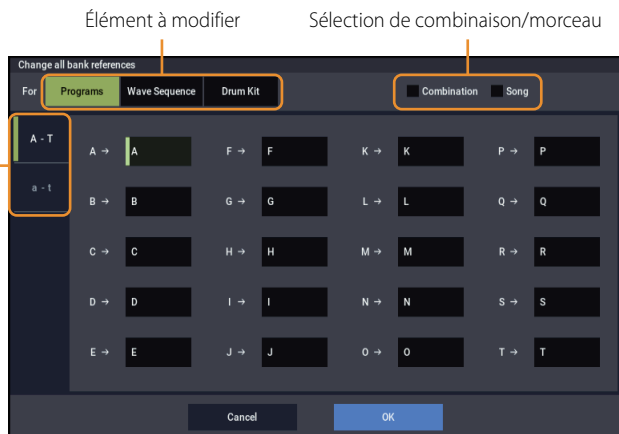 Élément à modifier Sélection de combinaison/morceau
Change all bank references
For Programs Wave Sequence Drum Kit Combination Song
A - T
a - t
A → A F → F K → K P → P
B → B G → G L → L Q → Q
C → C H → H M → M R → R
D → D I → I N → N S → S
E → E J → J O → O T → T
Cancel OK